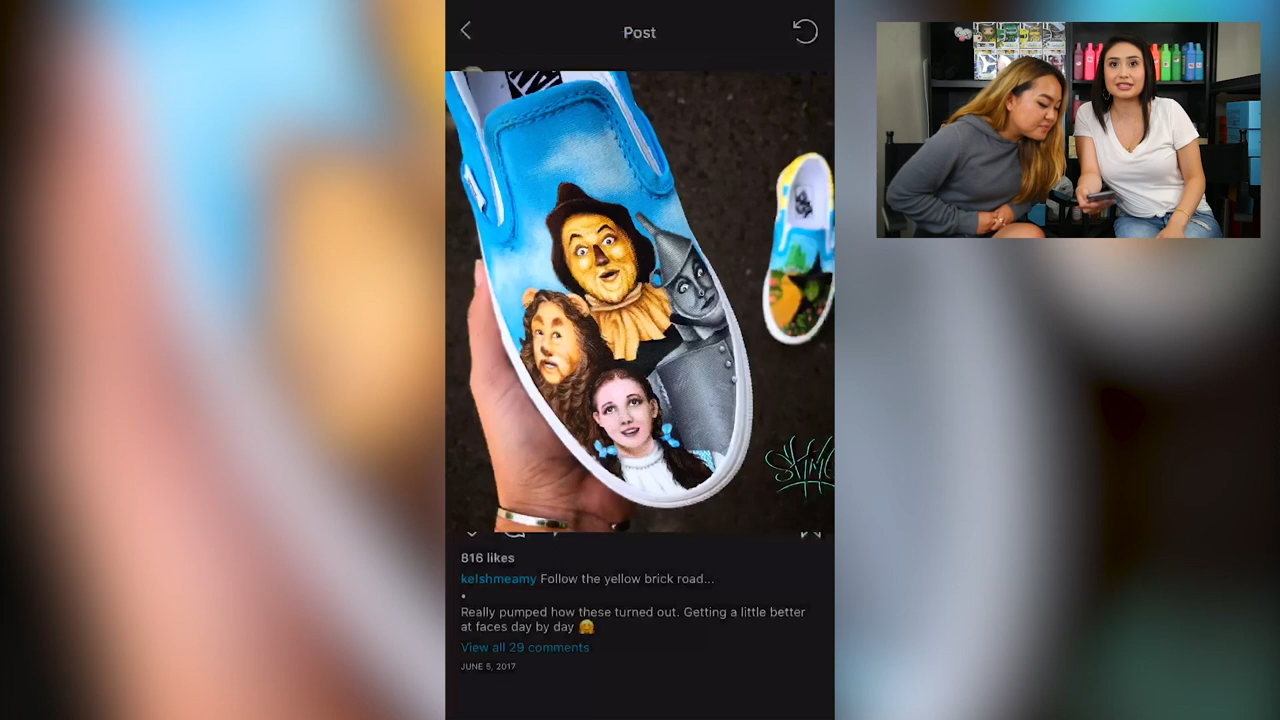 Post
816 likes
kelshmeamy Follow the yellow brick road...
•
Really pumped how these turned out. Getting a little better
at faces day by day 🤗
View all 29 comments
JUNE 5, 2017